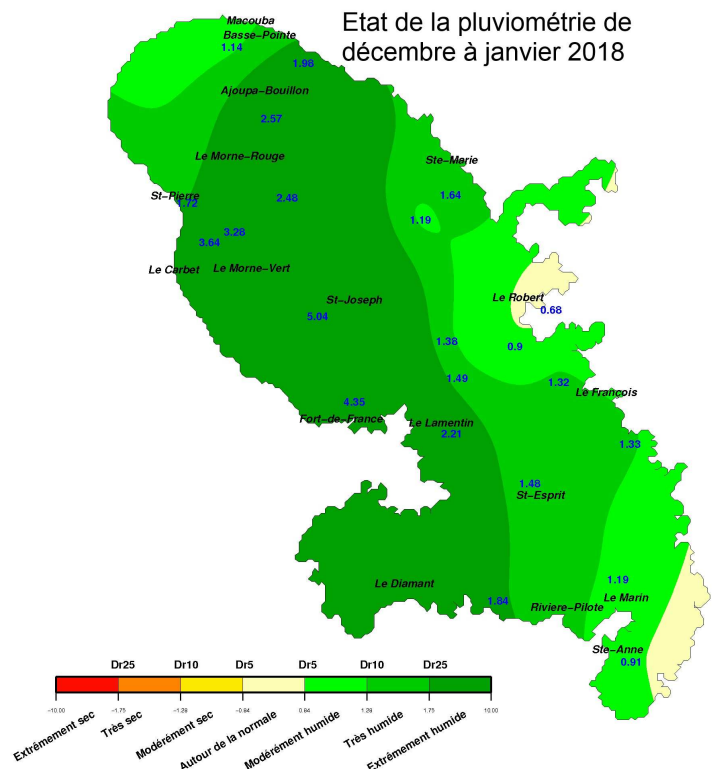 Etat de la pluviométrie de
décembre à janvier 2018
Macouba
Basse−Pointe
1.14
1.98
Ajoupa−Bouillon
2.57
Le Morne−Rouge
Ste−Marie
St−Pierre
1.72
2.48
1.64
1.19
3.28
3.64
Le Carbet
Le Morne−Vert
St−Joseph
Le Robert
5.04
0.68
1.38
0.9
1.49
1.32
Le François
4.35
Fort−de−France
Le Lamentin
2.21
1.33
1.48
St−Esprit
Le Diamant
1.19
1.84
Le Marin
Riviere−Pilote
Ste−Anne
0.91
Dr25 Dr10 Dr5 Dr5 Dr10 Dr25
−10.00 −1.75 −1.28 −0.84 0.84 1.28 1.75 10.00
Extrêmement sec
Très sec
Modérément sec
Autour de la normale
Modérément humide
Très humide
Extrêmement humide